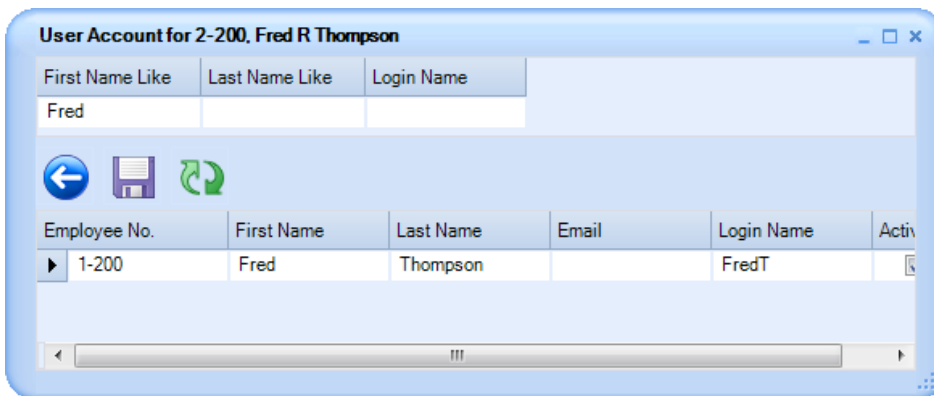 User Account for 2-200, Fred R Thompson
First Name Like Last Name Like Login Name
Fred
Employee No. First Name Last Name Email Login Name Activ
1-200 Fred Thompson FredT